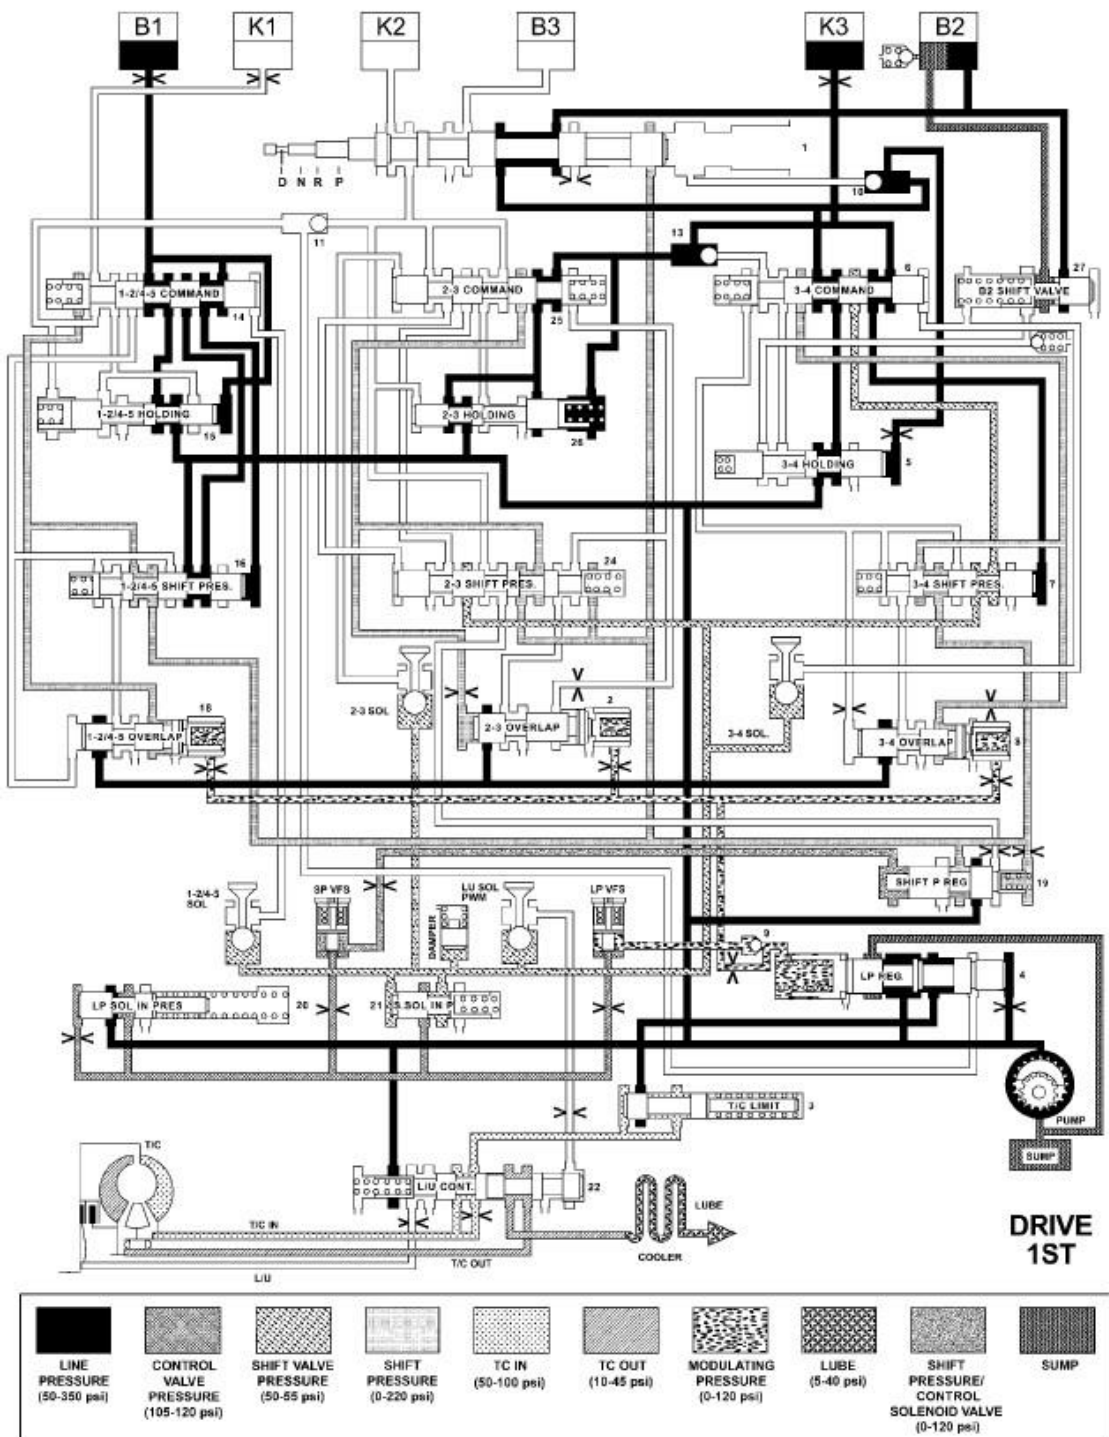 B1
K1
K2
B3
K3
B2
1
D N R P
10
11
13
6
27
1-2/4-5 COMMAND
2-3 COMMAND
3-4 COMMAND
B2 SHIFT VALVE
14
25
1-2/4-5 HOLDING
2-3 HOLDING
15
26
3-4 HOLDING
5
16
24
1-2/4-5 SHIFT PRES.
2-3 SHIFT PRES.
3-4 SHIFT PRES.
7
2-3 SOL
3-4 SOL.
18
2
1-2/4-5 OVERLAP
2-3 OVERLAP
3-4 OVERLAP
8
SHIFT P REG
19
1-2/4-5
SOL
SP VFS
LU SOL
PWM
LP VFS
DAMPER
9
LP REG.
4
LP SOL IN PRES
20
21
S.SOL IN P
PUMP
SUMP
T/C LIMIT
3
T/C
L/U CONT.
22
LUBE
COOLER
T/C IN
T/C OUT
L/U
DRIVE
1ST
LINE
PRESSURE
(50-350 psi)
CONTROL
VALVE
PRESSURE
(105-120 psi)
SHIFT VALVE
PRESSURE
(50-55 psi)
SHIFT
PRESSURE
(0-220 psi)
TC IN
(50-100 psi)
TC OUT
(10-45 psi)
MODULATING
PRESSURE
(0-120 psi)
LUBE
(5-40 psi)
SHIFT
PRESSURE/
CONTROL
SOLENOID VALVE
(0-120 psi)
SUMP